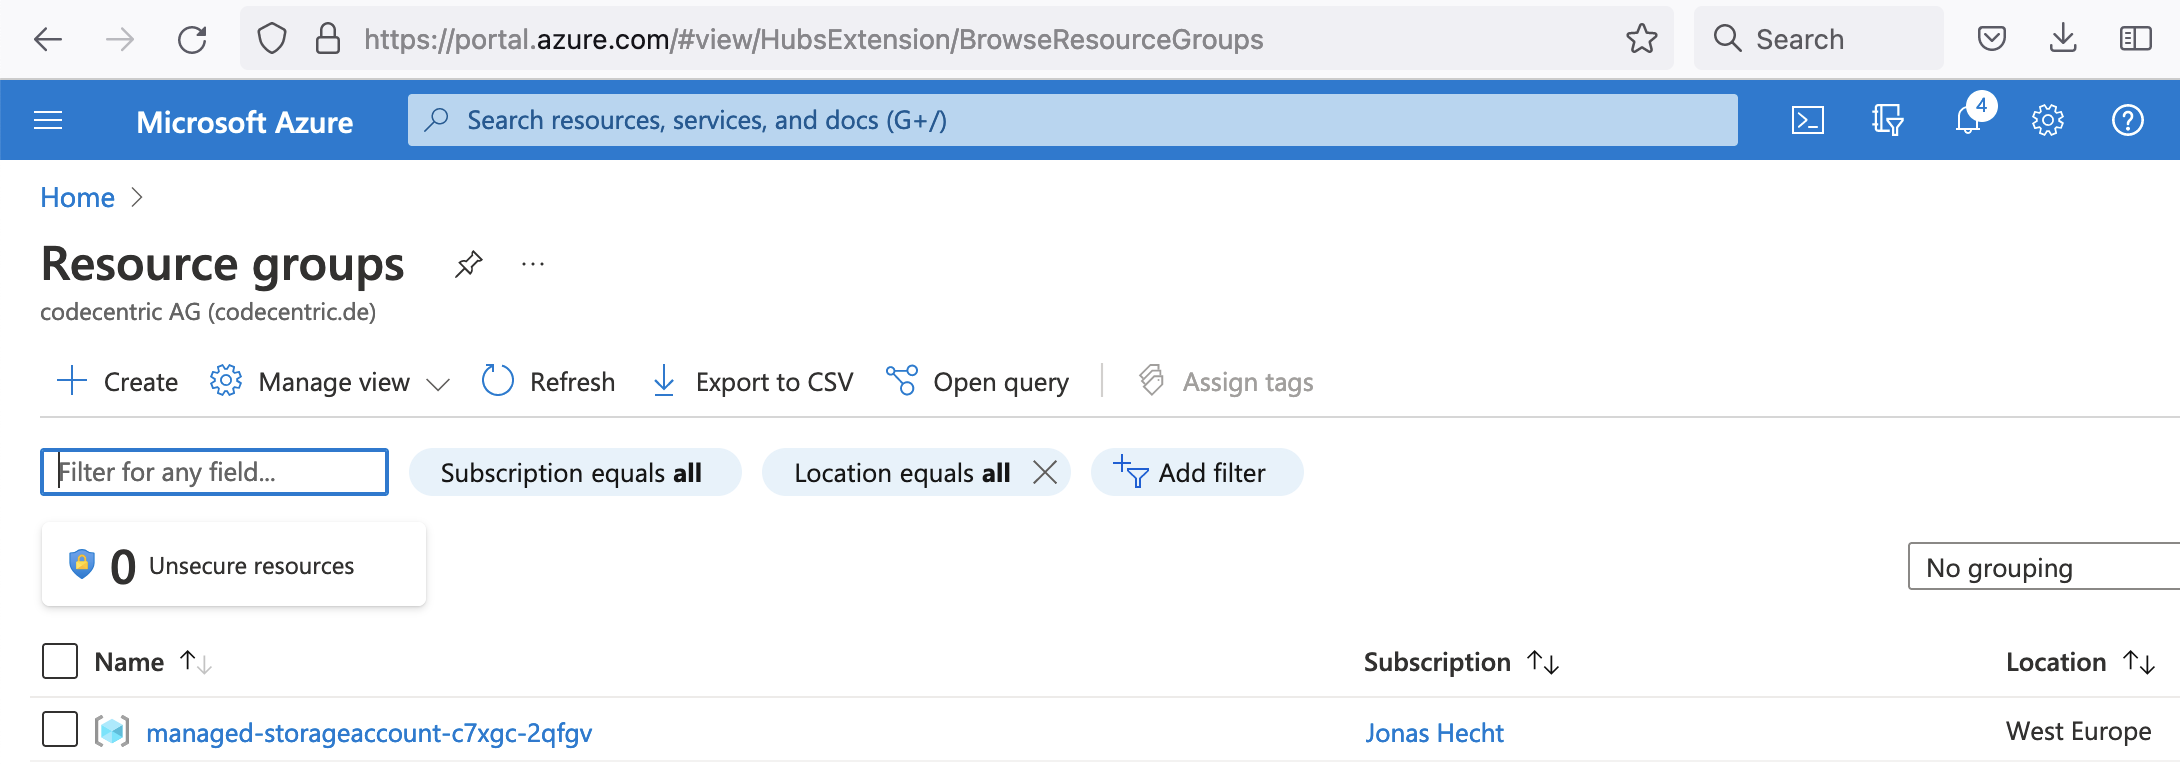 https://portal.azure.com/#view/HubsExtension/BrowseResourceGroups
Search
Microsoft Azure
Search resources, services, and docs (G+/)
4
Home
Resource groups
codecentric AG (codecentric.de)
Create
Manage view
Refresh
Export to CSV
Open query
Assign tags
Filter for any field...
Subscription equals all
Location equals all
Add filter
0 Unsecure resources
No grouping
Name
Subscription
Location
managed-storageaccount-c7xgc-2qfgv
Jonas Hecht
West Europe